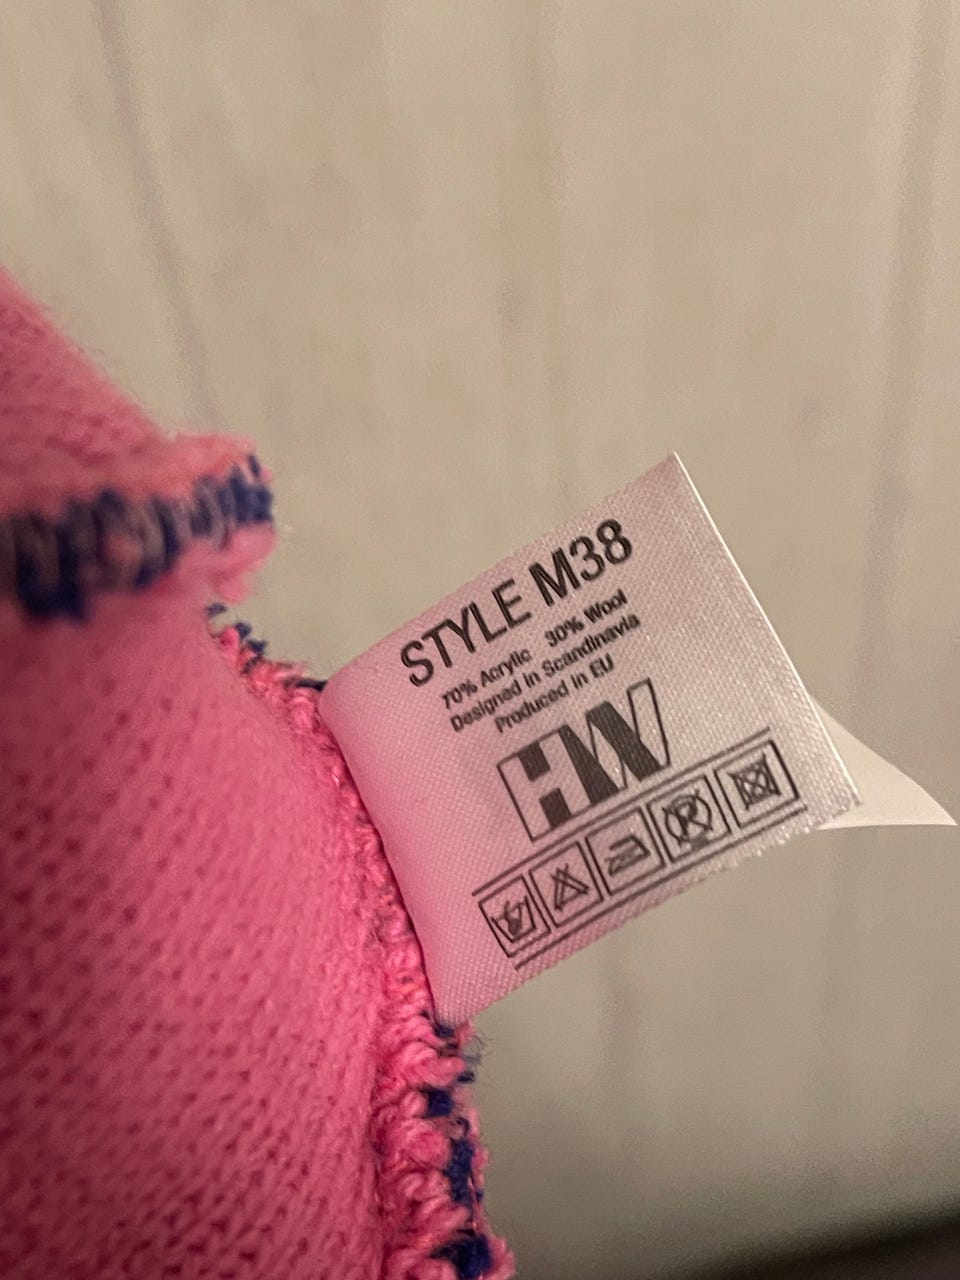 STYLE M38
70% Acrylic 30% Wool
Designed in Scandinavia
Produced in EU
HW